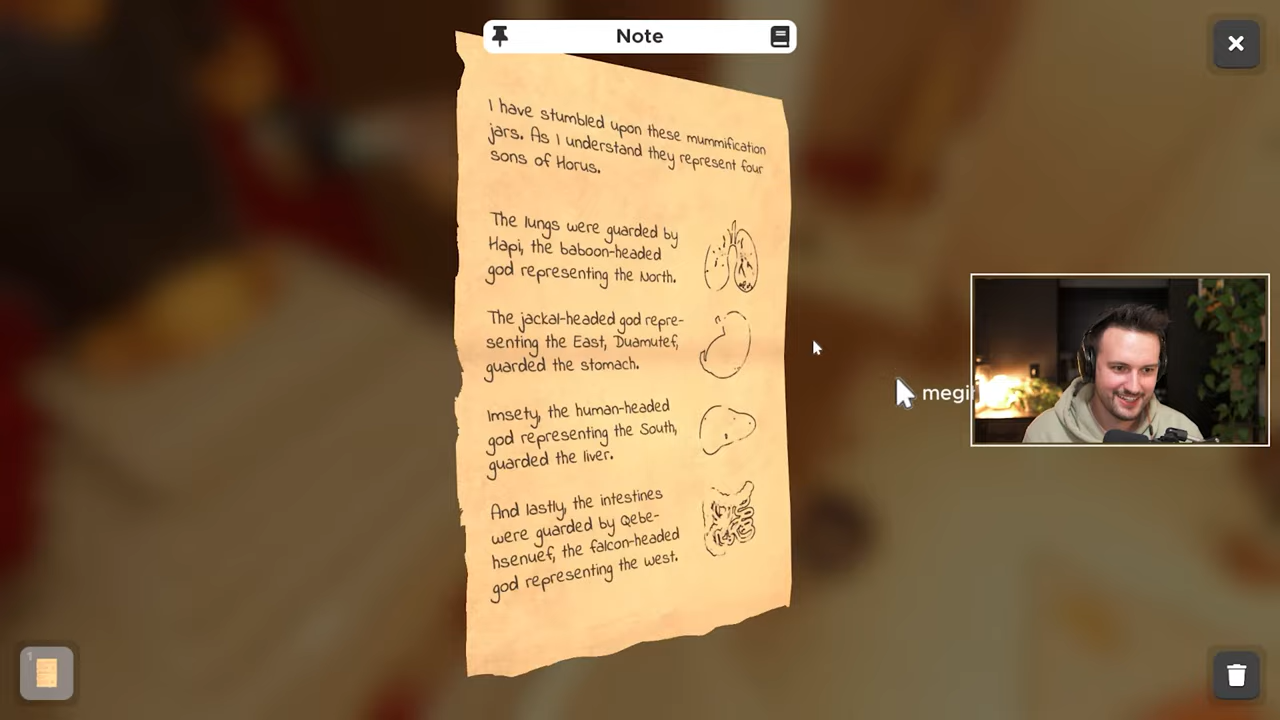 Note
I have stumbled upon these mummification
jars. As I understand they represent four
sons of Horus.
The lungs were guarded by
Hapi, the baboon-headed
god representing the North.
The jackal-headed god repre-
senting the East, Duamutef,
guarded the stomach.
Imsety, the human-headed
god representing the South,
guarded the liver.
And lastly, the intestines
were guarded by Qebe-
hsenuef, the falcon-headed
god representing the west.
megi
1